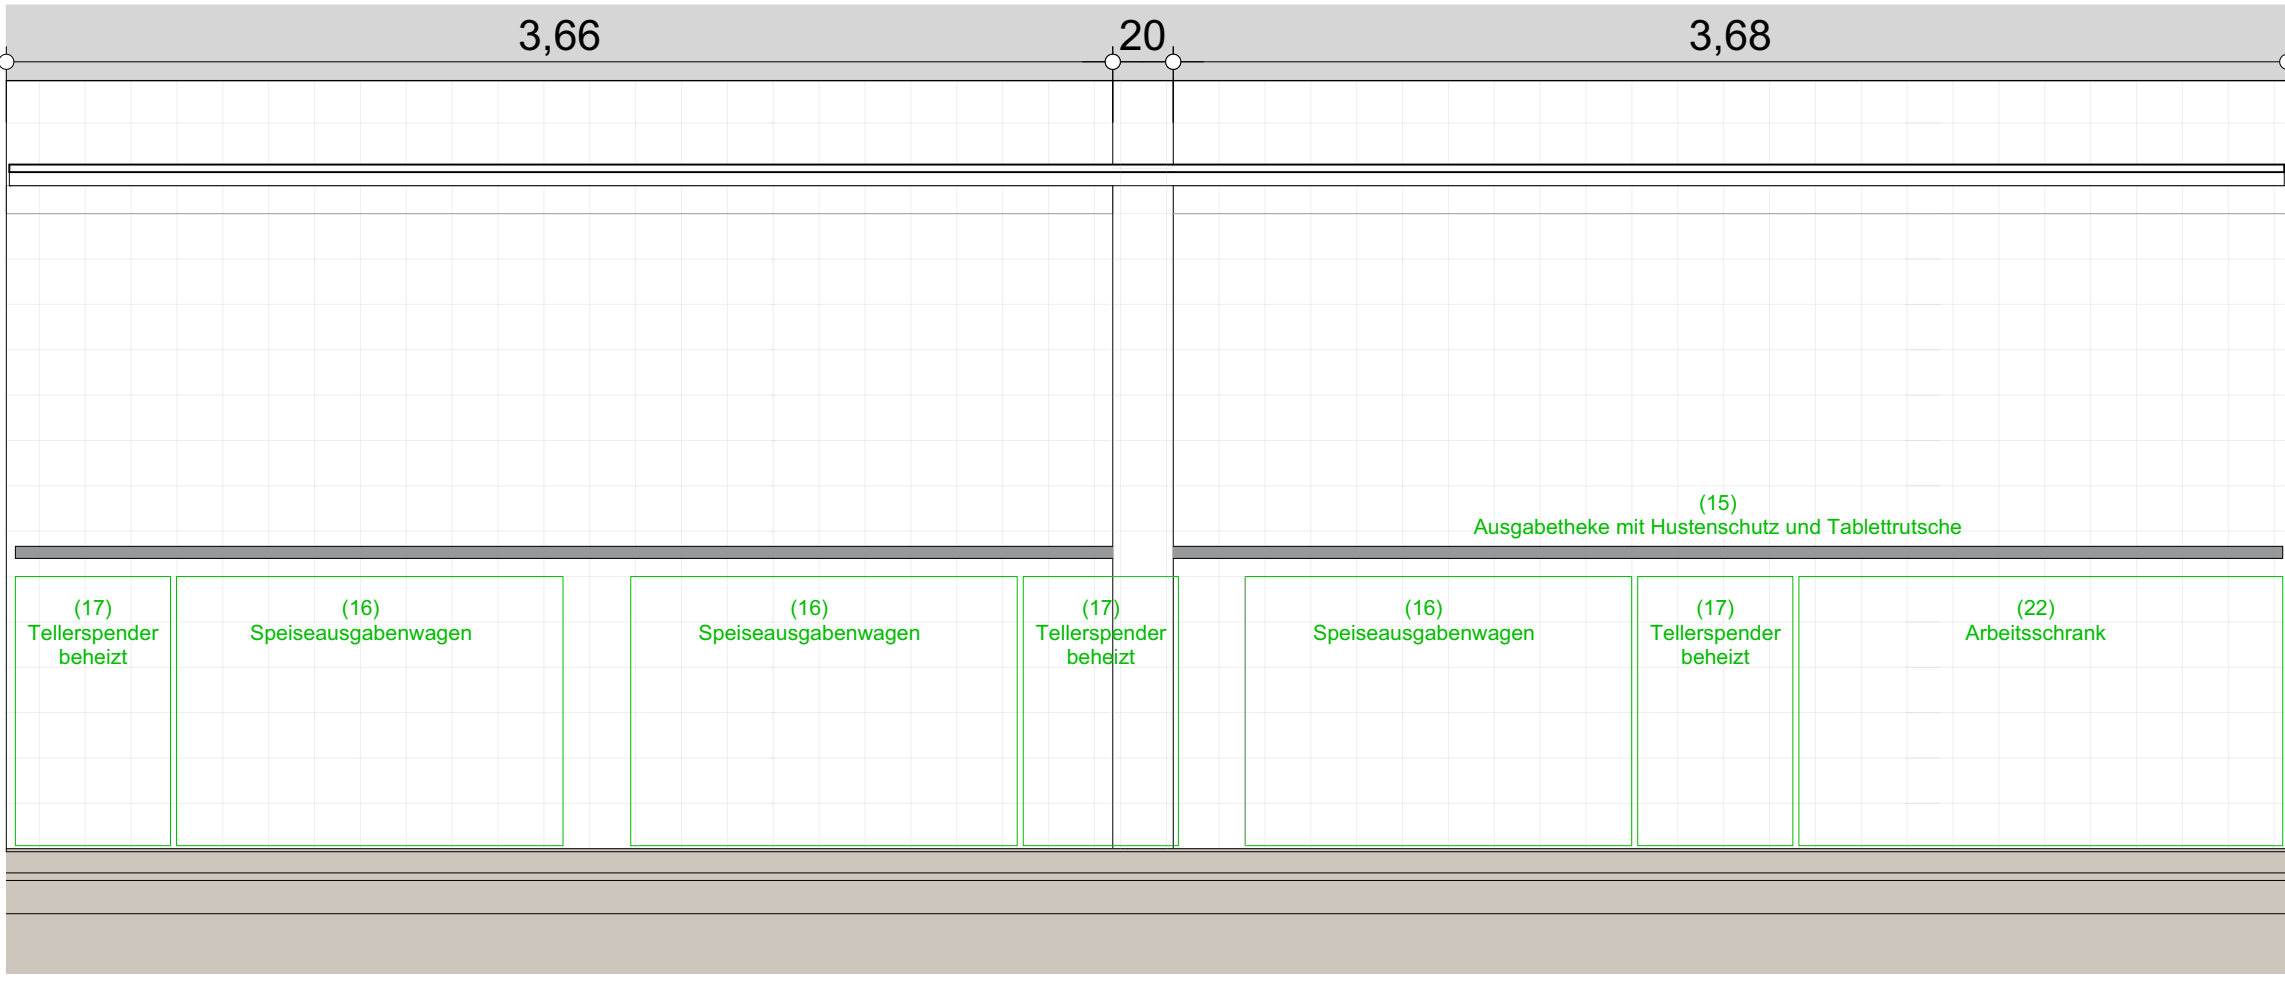 3,66
20
3,68
(15)
Ausgabetheke mit Hustenschutz und Tablettrutsche
(17)
Tellerspender
beheizt
(16)
Speiseausgabenwagen
(16)
Speiseausgabenwagen
(17)
Tellerspender
beheizt
(16)
Speiseausgabenwagen
(17)
Tellerspender
beheizt
(22)
Arbeitsschrank